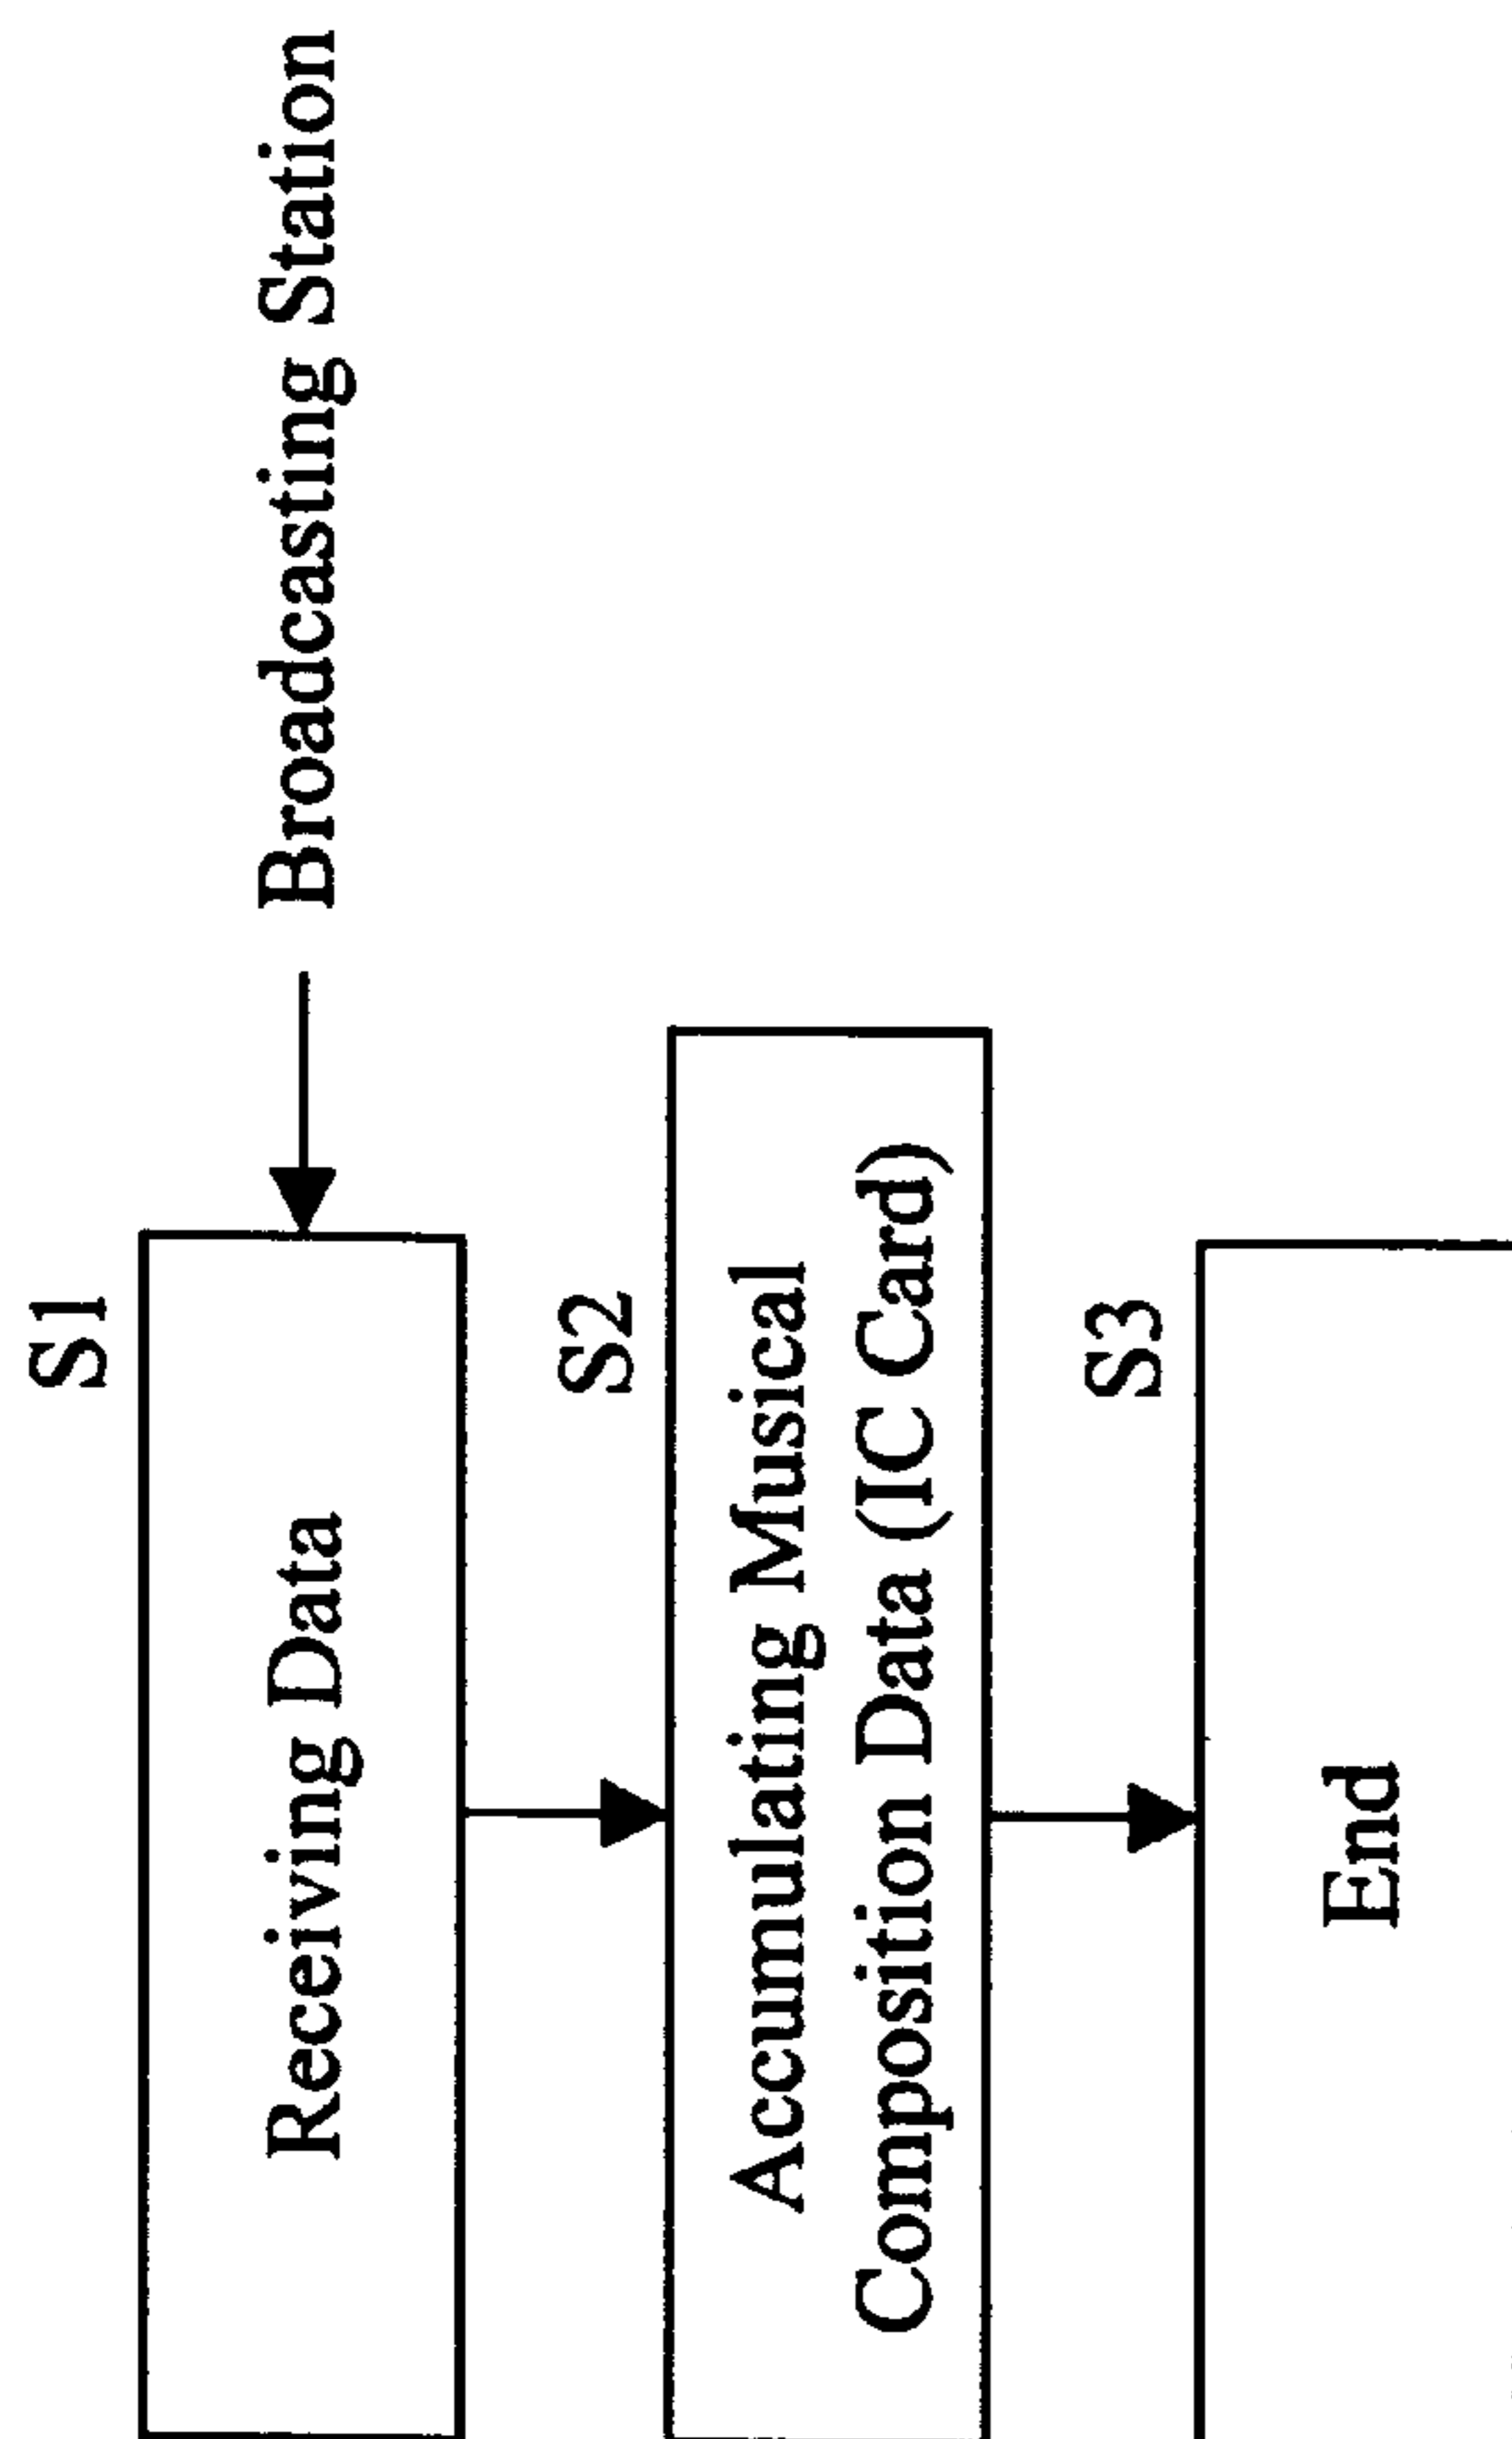 S1
Receiving Data
Broadcasting Station
S2
Accumulating Musical
Composition Data (IC Card)
S3
End